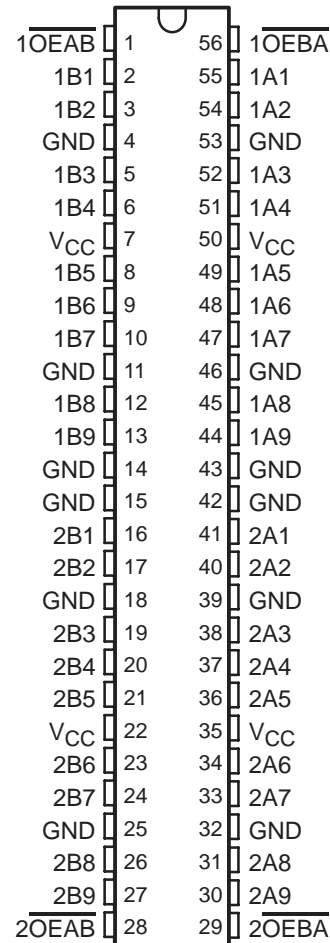 1O̅E̅A̅B̅ 1 56 1O̅E̅B̅A̅
1B1 2 55 1A1
1B2 3 54 1A2
GND 4 53 GND
1B3 5 52 1A3
1B4 6 51 1A4
VCC 7 50 VCC
1B5 8 49 1A5
1B6 9 48 1A6
1B7 10 47 1A7
GND 11 46 GND
1B8 12 45 1A8
1B9 13 44 1A9
GND 14 43 GND
GND 15 42 GND
2B1 16 41 2A1
2B2 17 40 2A2
GND 18 39 GND
2B3 19 38 2A3
2B4 20 37 2A4
2B5 21 36 2A5
VCC 22 35 VCC
2B6 23 34 2A6
2B7 24 33 2A7
GND 25 32 GND
2B8 26 31 2A8
2B9 27 30 2A9
2O̅E̅A̅B̅ 28 29 2O̅E̅B̅A̅